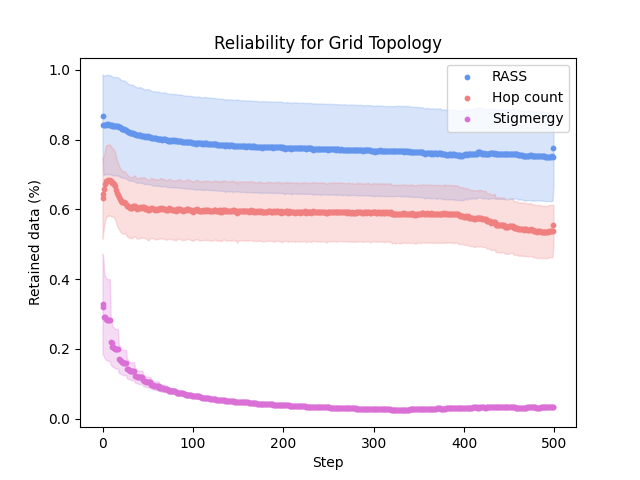 Reliability for Grid Topology
RASS
Hop count
Stigmergy
Retained data (%)
1.0
0.8
0.6
0.4
0.2
0.0
0
100
200
300
400
500
Step